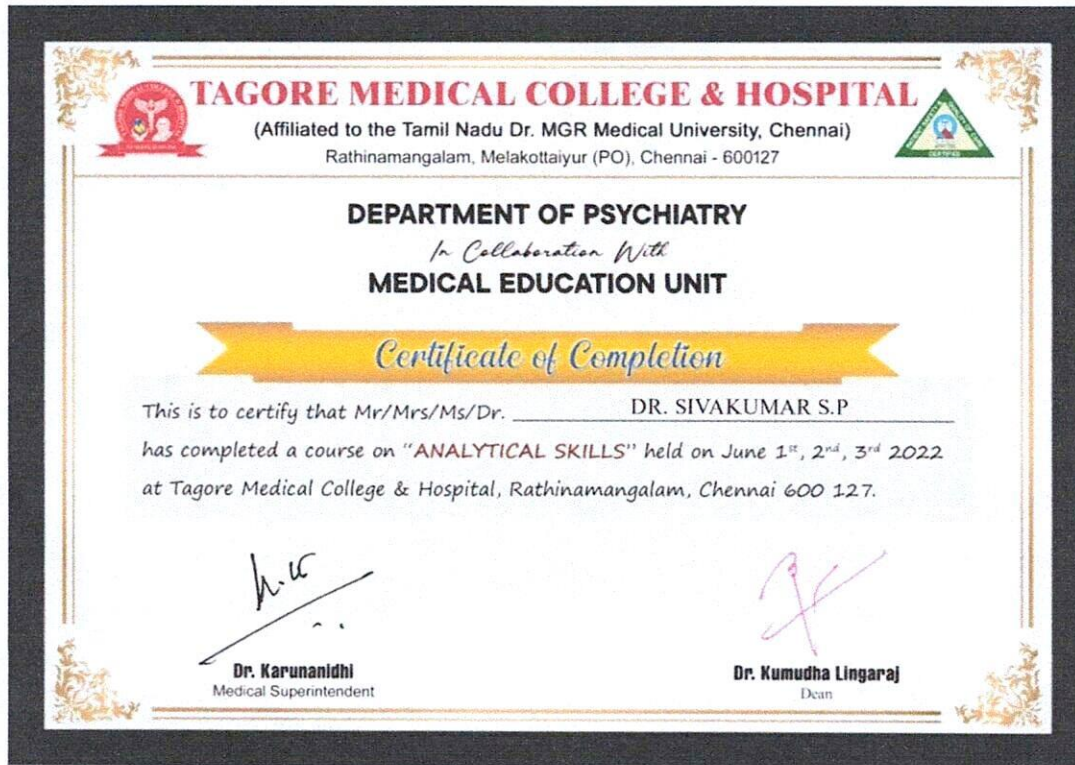 TAGORE MEDICAL COLLEGE & HOSPITAL
(Affiliated to the Tamil Nadu Dr. MGR Medical University, Chennai)
Rathinamangalam, Melakottaiyur (PO), Chennai - 600127
DEPARTMENT OF PSYCHIATRY
In Collaboration With
MEDICAL EDUCATION UNIT
Certificate of Completion
This is to certify that Mr/Mrs/Ms/Dr. DR. SIVAKUMAR S.P
has completed a course on "ANALYTICAL SKILLS" held on June 1st, 2nd, 3rd 2022
at Tagore Medical College & Hospital, Rathinamangalam, Chennai 600 127.
Dr. Karunanidhi
Medical Superintendent
Dr. Kumudha Lingaraj
Dean